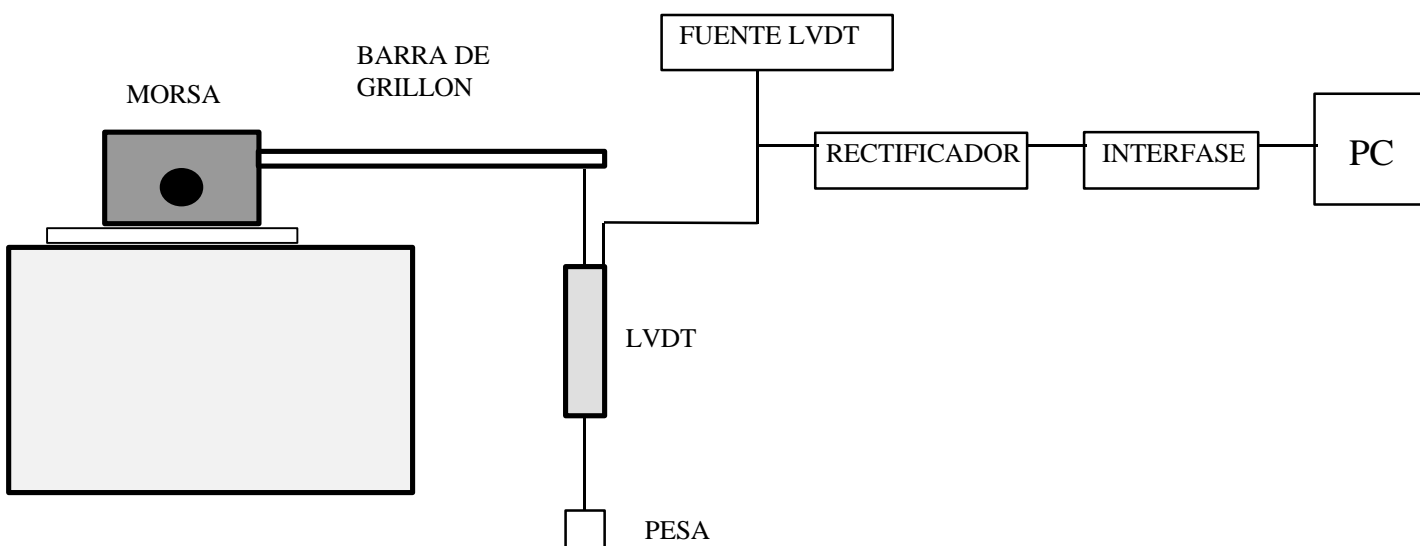 FUENTE LVDT
BARRA DE
GRILLON
MORSA
RECTIFICADOR
INTERFASE
PC
LVDT
PESA